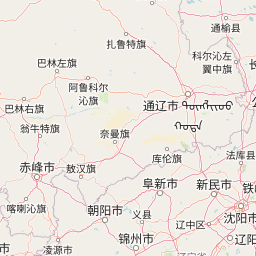 通榆县
扎鲁特旗
科尔沁左
翼中旗
巴林左旗
阿鲁科尔
沁旗
巴林右旗
通辽市
翁牛特旗
奈曼旗
库伦旗
法库县
赤峰市
敖汉旗
阜新市
新民市
喀喇沁旗
朝阳市
义县
辽中区
沈阳市
凌源市
锦州市